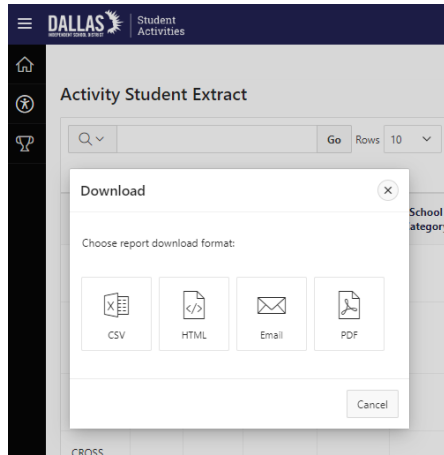 DALLAS
INDEPENDENT SCHOOL DISTRICT
Student
Activities
Activity Student Extract
Go Rows 10
Download
School
ategory
Choose report download format:
CSV HTML Email PDF
Cancel
CROSS